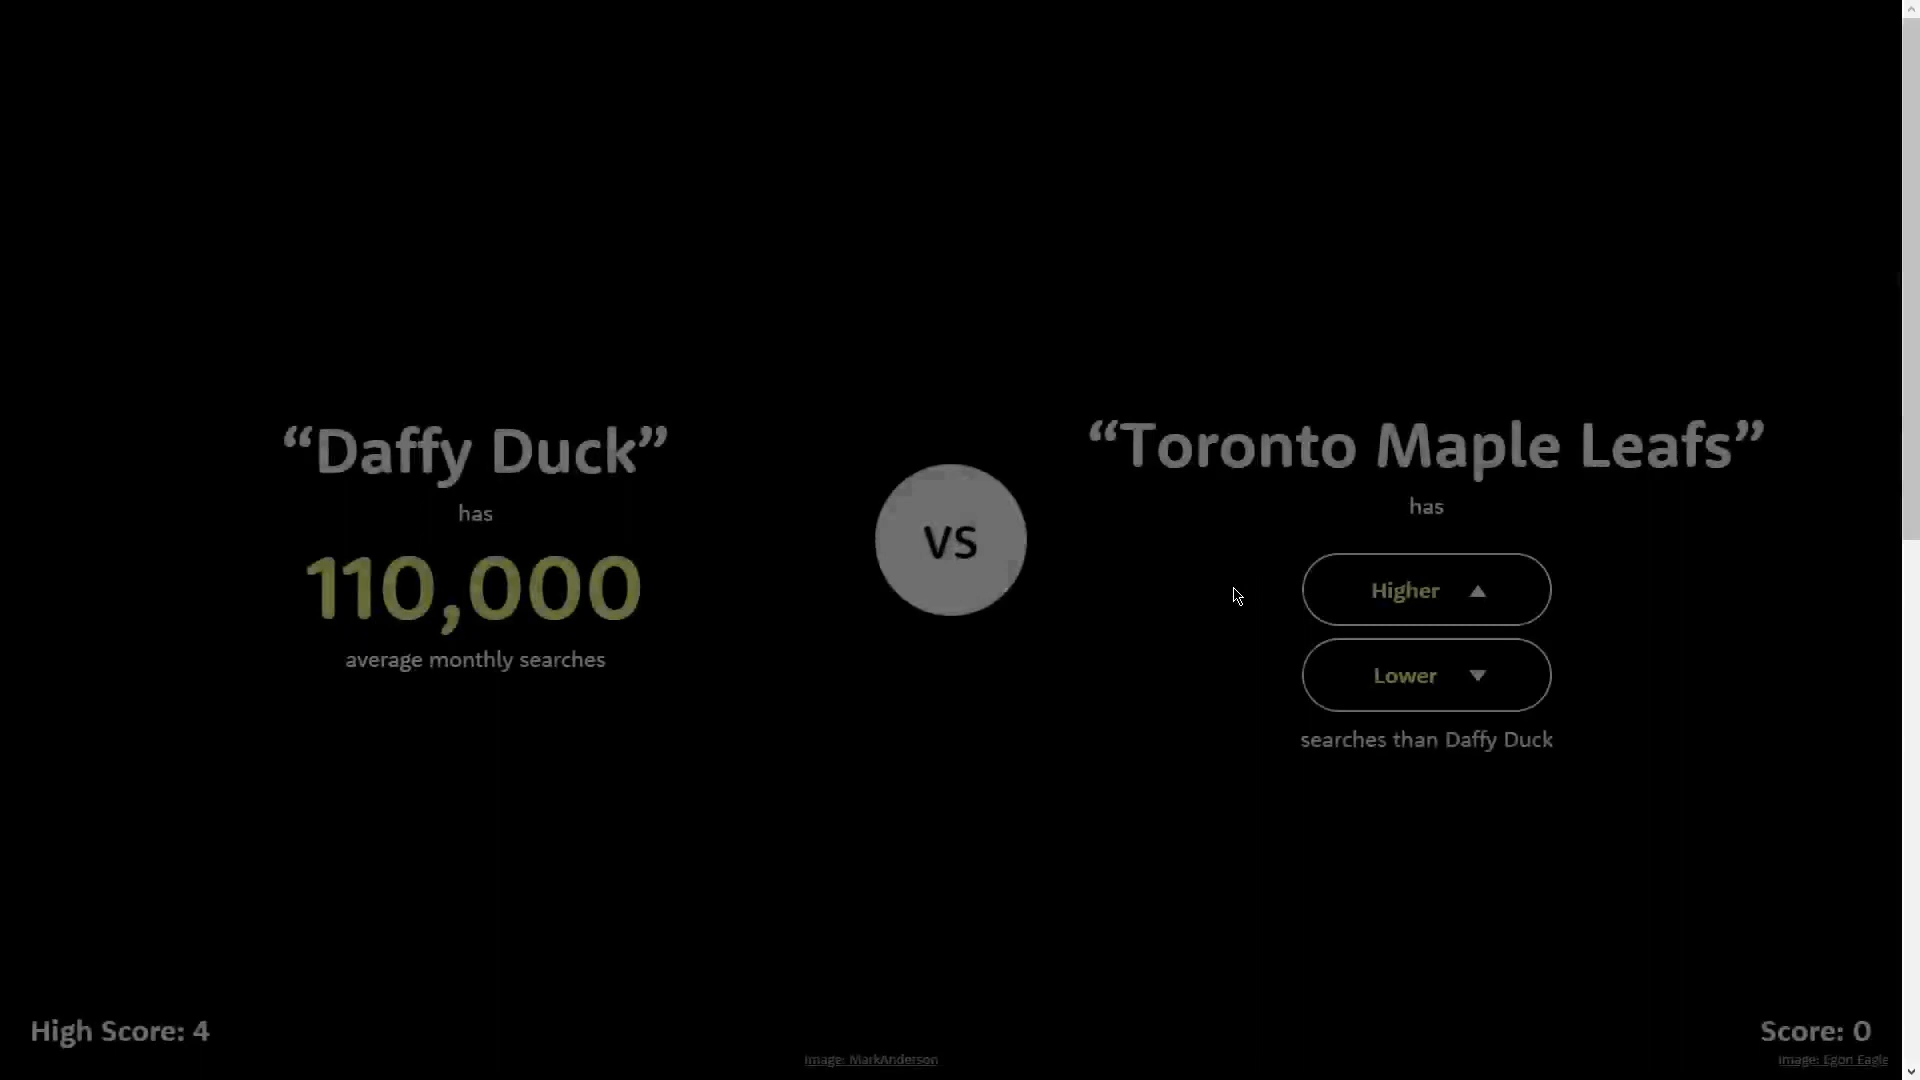 “Daffy Duck”
has
110,000
average monthly searches
VS
“Toronto Maple Leafs”
has
Higher ▲
Lower ▼
searches than Daffy Duck
High Score: 4
Score: 0
Image: MarkAnderson
Image: Egon Eagle